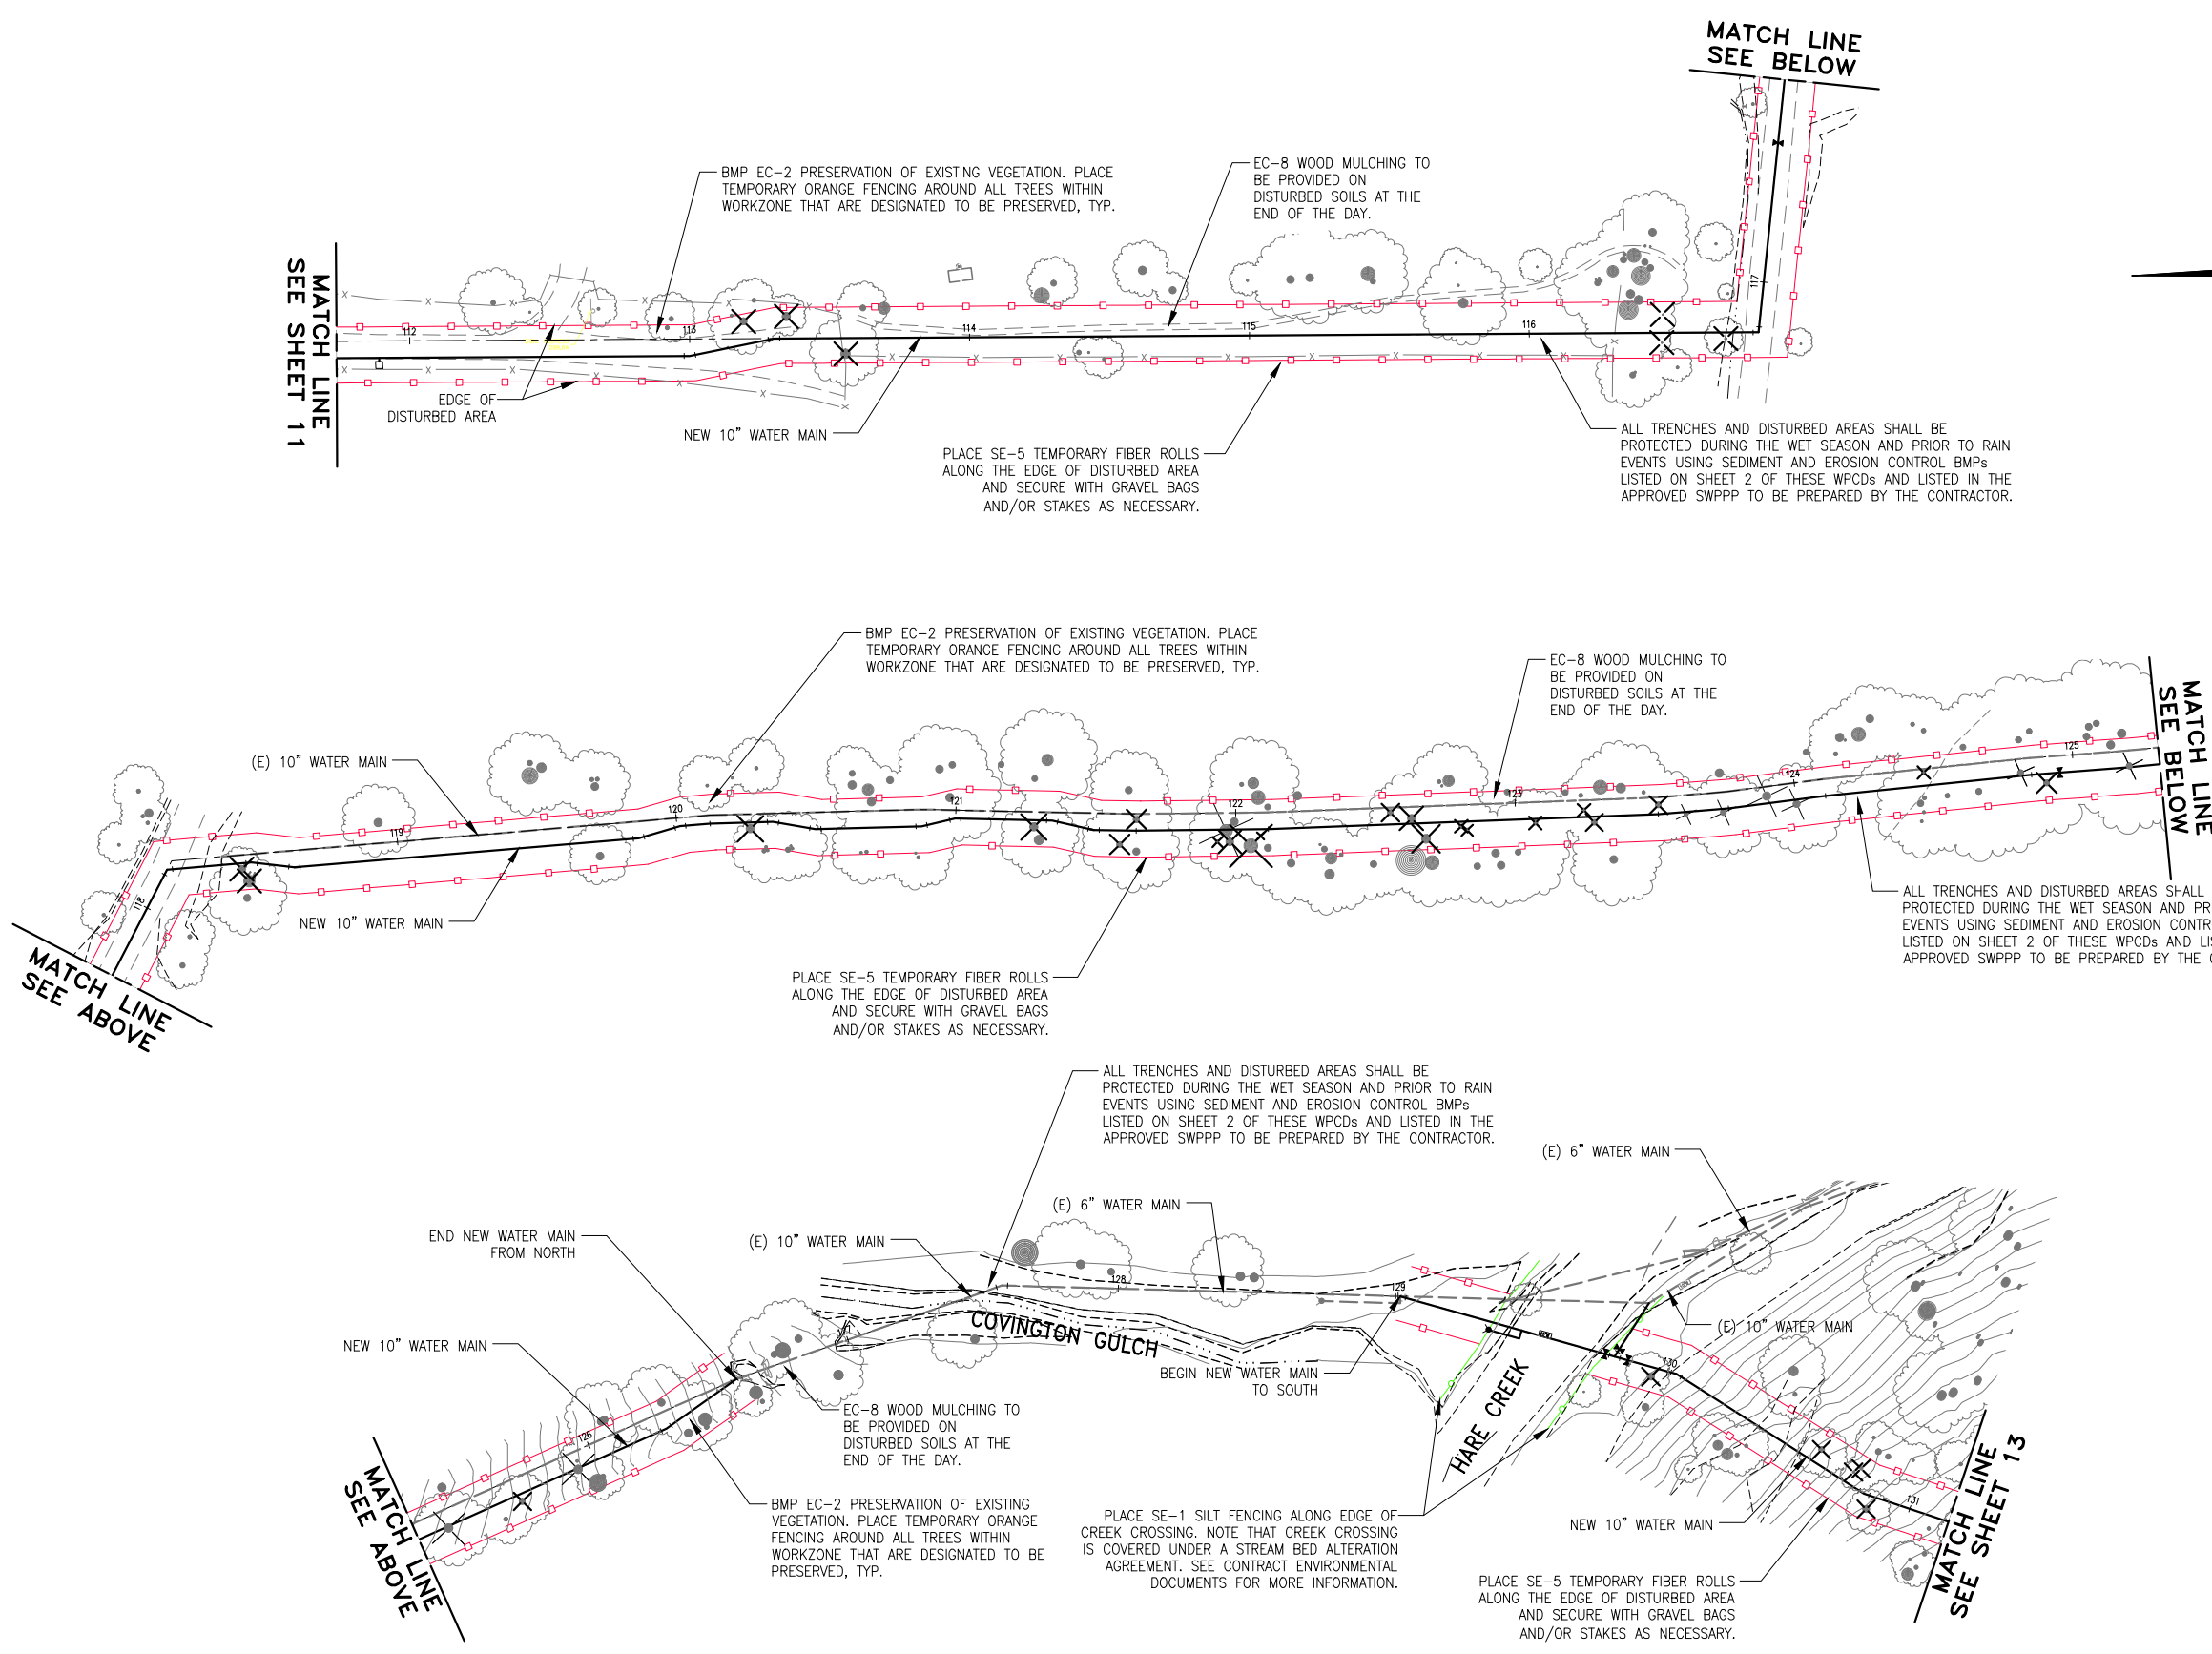 MATCH LINE
SEE BELOW
BMP EC-2 PRESERVATION OF EXISTING VEGETATION. PLACE
TEMPORARY ORANGE FENCING AROUND ALL TREES WITHIN
WORKZONE THAT ARE DESIGNATED TO BE PRESERVED, TYP.
EC-8 WOOD MULCHING TO
BE PROVIDED ON
DISTURBED SOILS AT THE
END OF THE DAY.
MATCH LINE
SEE SHEET 11
112
113
114
115
116
117
EDGE OF
DISTURBED AREA
NEW 10" WATER MAIN
PLACE SE-5 TEMPORARY FIBER ROLLS
ALONG THE EDGE OF DISTURBED AREA
AND SECURE WITH GRAVEL BAGS
AND/OR STAKES AS NECESSARY.
ALL TRENCHES AND DISTURBED AREAS SHALL BE
PROTECTED DURING THE WET SEASON AND PRIOR TO RAIN
EVENTS USING SEDIMENT AND EROSION CONTROL BMPs
LISTED ON SHEET 2 OF THESE WPCDs AND LISTED IN THE
APPROVED SWPPP TO BE PREPARED BY THE CONTRACTOR.
BMP EC-2 PRESERVATION OF EXISTING VEGETATION. PLACE
TEMPORARY ORANGE FENCING AROUND ALL TREES WITHIN
WORKZONE THAT ARE DESIGNATED TO BE PRESERVED, TYP.
EC-8 WOOD MULCHING TO
BE PROVIDED ON
DISTURBED SOILS AT THE
END OF THE DAY.
MATCH LINE
SEE BELOW
(E) 10" WATER MAIN
118
119
120
121
122
123
124
125
NEW 10" WATER MAIN
MATCH LINE
SEE ABOVE
PLACE SE-5 TEMPORARY FIBER ROLLS
ALONG THE EDGE OF DISTURBED AREA
AND SECURE WITH GRAVEL BAGS
AND/OR STAKES AS NECESSARY.
ALL TRENCHES AND DISTURBED AREAS SHALL
PROTECTED DURING THE WET SEASON AND
EVENTS USING SEDIMENT AND EROSION
LISTED ON SHEET 2 OF THESE WPCDs AND
APPROVED SWPPP TO BE PREPARED BY THE
ALL TRENCHES AND DISTURBED AREAS SHALL BE
PROTECTED DURING THE WET SEASON AND PRIOR TO RAIN
EVENTS USING SEDIMENT AND EROSION CONTROL BMPs
LISTED ON SHEET 2 OF THESE WPCDs AND LISTED IN THE
APPROVED SWPPP TO BE PREPARED BY THE CONTRACTOR.
(E) 6" WATER MAIN
(E) 6" WATER MAIN
END NEW WATER MAIN
FROM NORTH
(E) 10" WATER MAIN
NEW 10" WATER MAIN
126
128
129
130
131
COVINGTON GULCH
HARE CREEK
(E) 10" WATER MAIN
BEGIN NEW WATER MAIN
TO SOUTH
EC-8 WOOD MULCHING TO
BE PROVIDED ON
DISTURBED SOILS AT THE
END OF THE DAY.
MATCH LINE
SEE ABOVE
BMP EC-2 PRESERVATION OF EXISTING
VEGETATION. PLACE TEMPORARY ORANGE
FENCING AROUND ALL TREES WITHIN
WORKZONE THAT ARE DESIGNATED TO BE
PRESERVED, TYP.
PLACE SE-1 SILT FENCING ALONG EDGE OF
CREEK CROSSING. NOTE THAT CREEK CROSSING
IS COVERED UNDER A STREAM BED ALTERATION
AGREEMENT. SEE CONTRACT ENVIRONMENTAL
DOCUMENTS FOR MORE INFORMATION.
NEW 10" WATER MAIN
PLACE SE-5 TEMPORARY FIBER ROLLS
ALONG THE EDGE OF DISTURBED AREA
AND SECURE WITH GRAVEL BAGS
AND/OR STAKES AS NECESSARY.
MATCH LINE
SEE SHEET 13